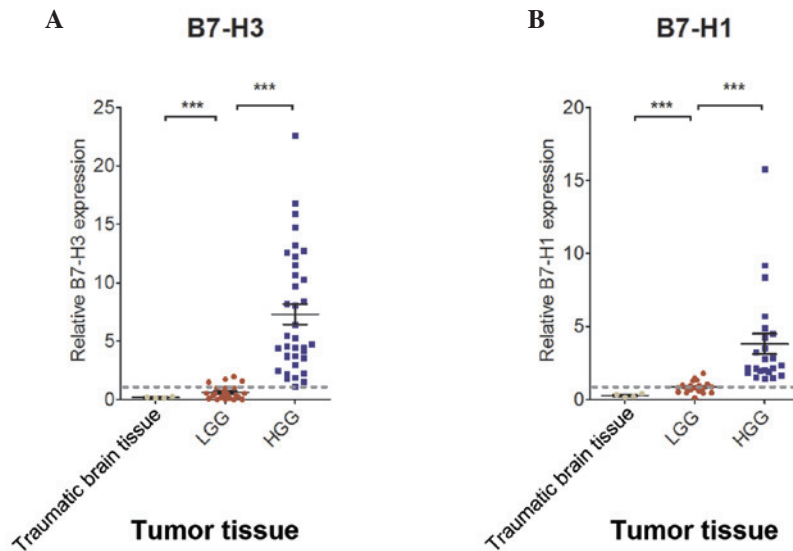 A
B7-H3
***
***
25
20
15
10
5
0
Relative B7-H3 expression
Traumatic brain tissue
LGG
HGG
Tumor tissue
B
B7-H1
***
***
20
15
10
5
0
Relative B7-H1 expression
Traumatic brain tissue
LGG
HGG
Tumor tissue